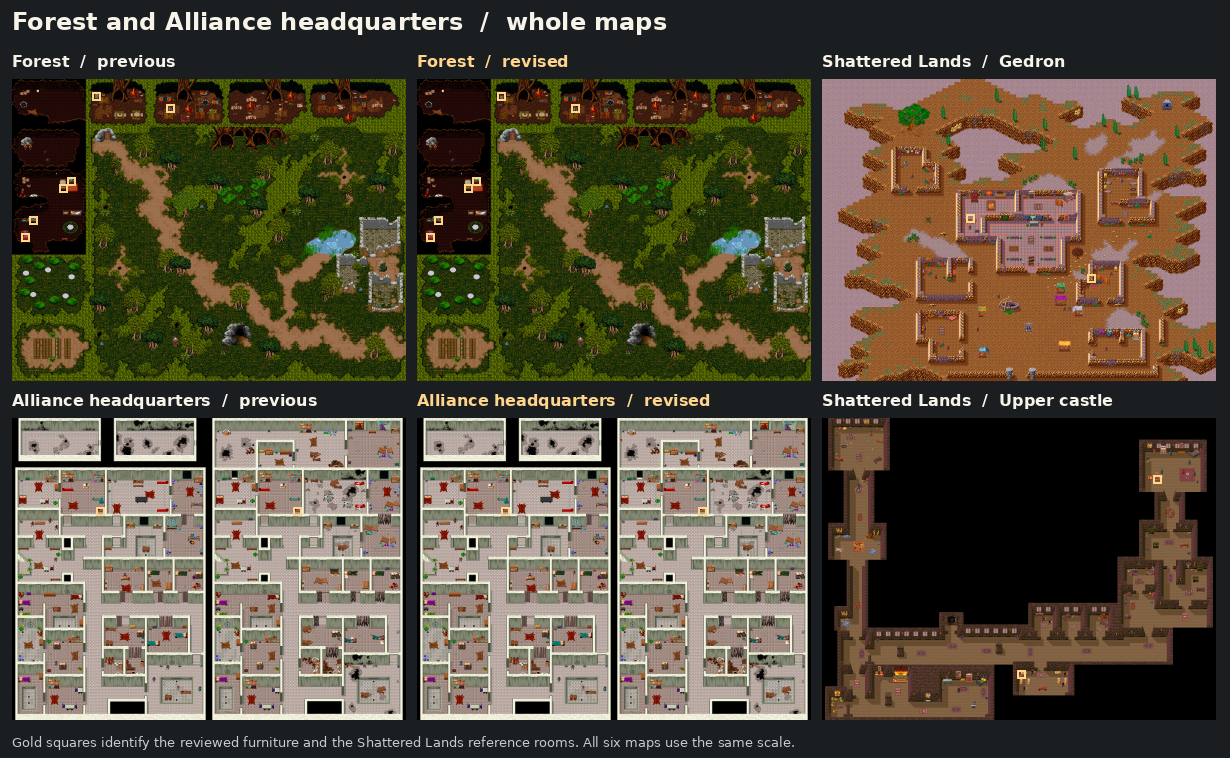 Forest and Alliance headquarters / whole maps
Forest / previous
Forest / revised
Shattered Lands / Gedron
Alliance headquarters / previous
Alliance headquarters / revised
Shattered Lands / Upper castle
Gold squares identify the reviewed furniture and the Shattered Lands reference rooms. All six maps use the same scale.